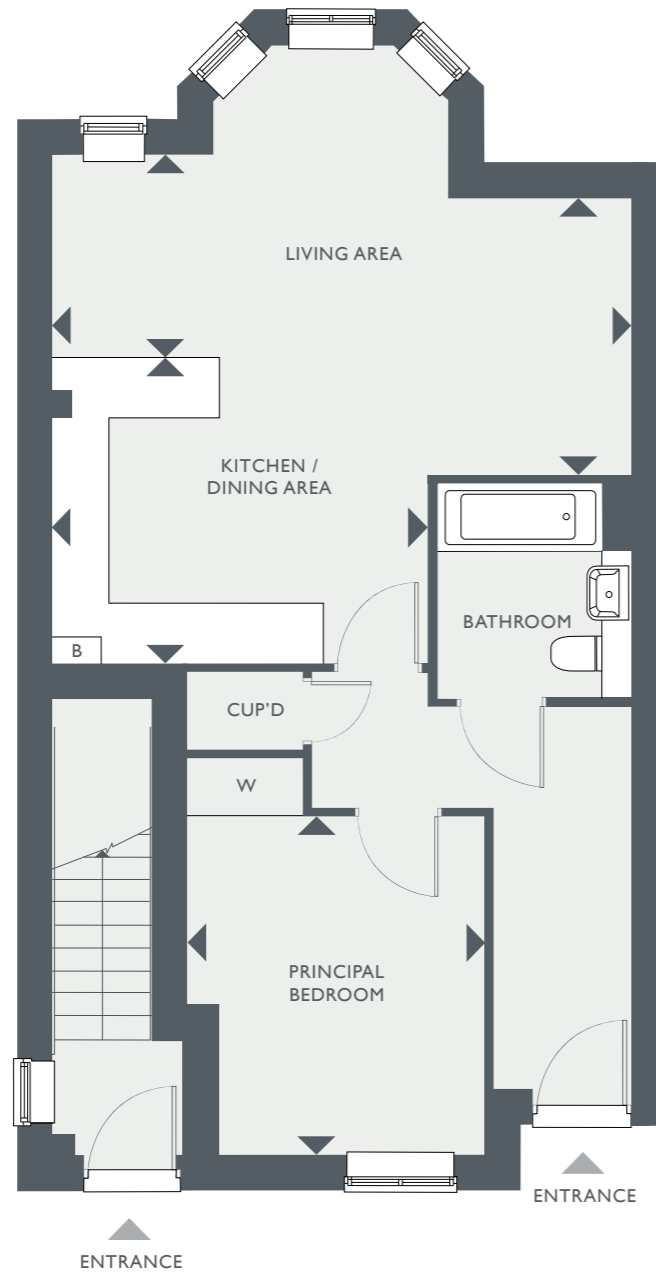 LIVING AREA
KITCHEN /
DINING AREA
BATHROOM
B
CUP'D
W
PRINCIPAL
BEDROOM
ENTRANCE
ENTRANCE